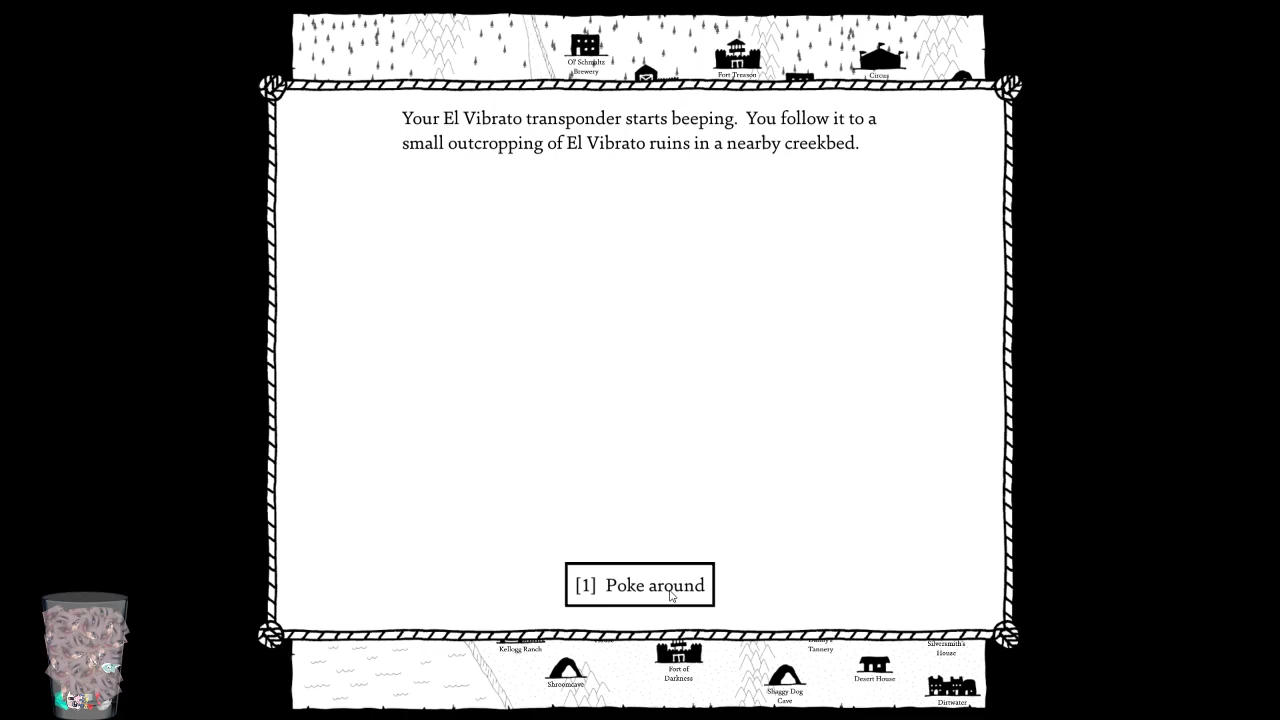 Ol' Schmaltz
Brewery
Fort Treason
Circus
Your El Vibrato transponder starts beeping.  You follow it to a
small outcropping of El Vibrato ruins in a nearby creekbed.
[1]  Poke around
Kellogg Ranch
Tannery
Silversmith's
House
Shroomcave
Fort of
Darkness
Shaggy Dog
Cave
Desert House
Dirtwater